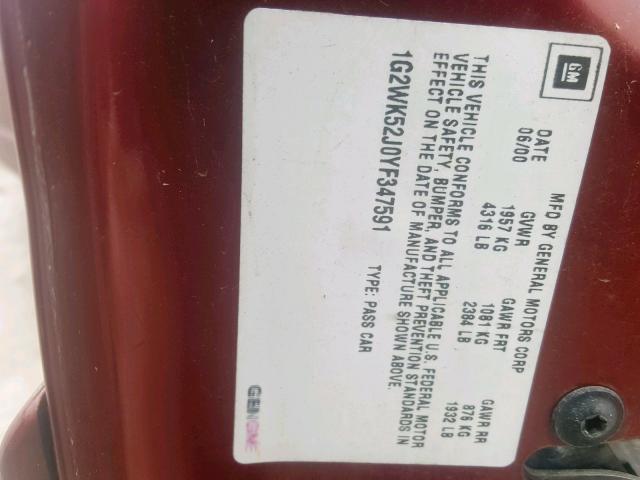 GM
MFD BY GENERAL MOTORS CORP
DATE GVWR GAWR FRT GAWR RR
06/00 1957 KG 1081 KG 876 KG
4316 LB 2384 LB 1932 LB
THIS VEHICLE CONFORMS TO ALL APPLICABLE U.S. FEDERAL MOTOR
VEHICLE SAFETY, BUMPER, AND THEFT PREVENTION STANDARDS IN
EFFECT ON THE DATE OF MANUFACTURE SHOWN ABOVE.
1G2WK52J0YF347591 TYPE: PASS CAR